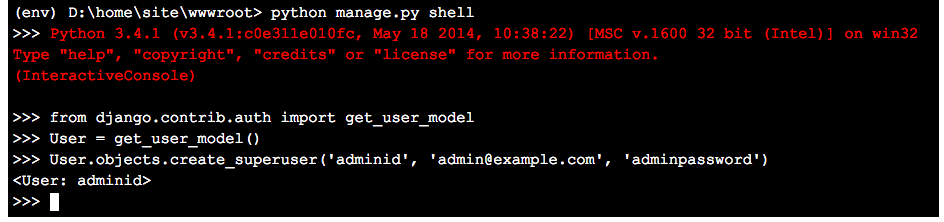 (env) D:\home\site\wwwroot> python manage.py shell
>>> Python 3.4.1 (v3.4.1:c0e311e010fc, May 18 2014, 10:38:22) [MSC v.1600 32 bit (Intel)] on win32
Type "help", "copyright", "credits" or "license" for more information.
(InteractiveConsole)
>>> from django.contrib.auth import get_user_model
>>> User = get_user_model()
>>> User.objects.create_superuser('adminid', 'admin@example.com', 'adminpassword')
<User: adminid>
>>>